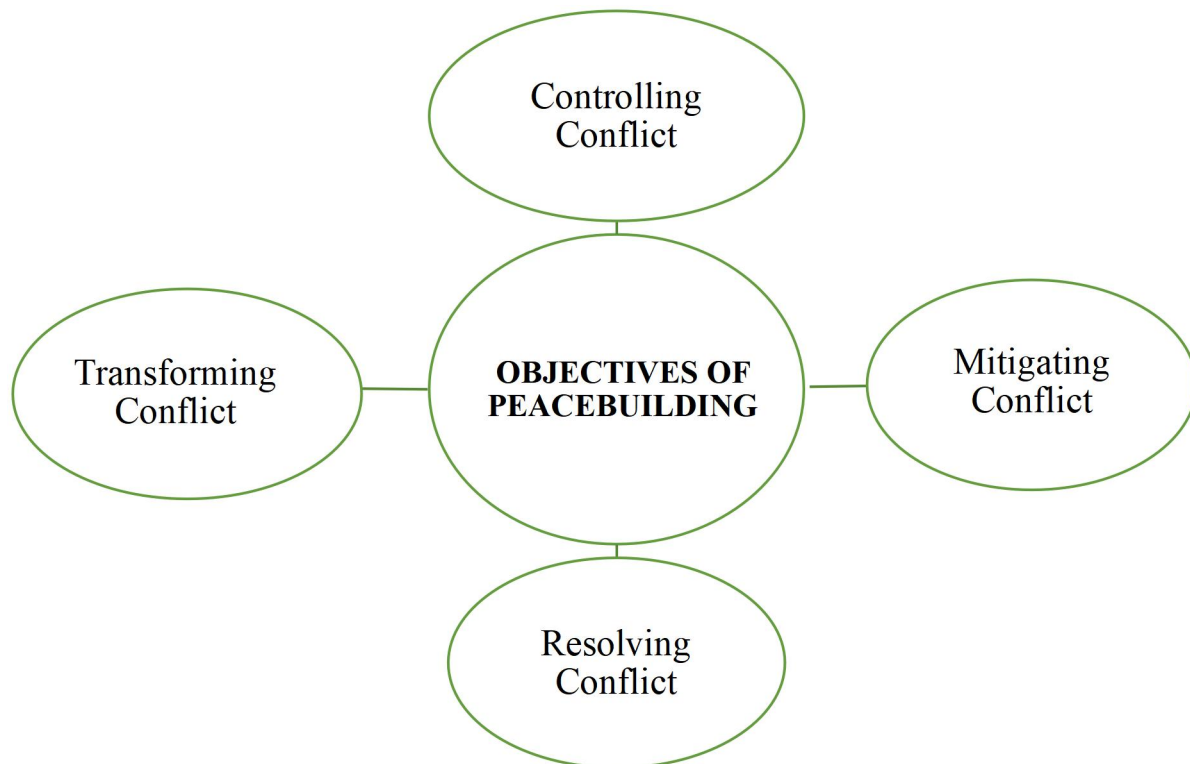 Controlling
Conflict
Transforming
Conflict
OBJECTIVES OF
PEACEBUILDING
Mitigating
Conflict
Resolving
Conflict